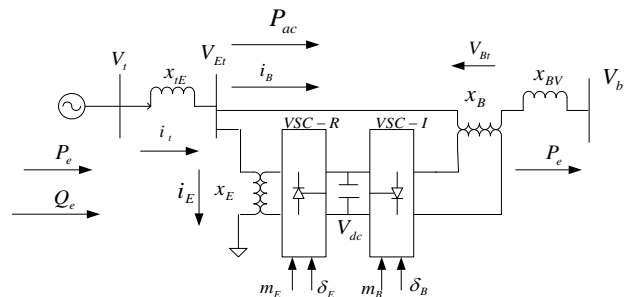 P_ac
V_t
x_tE
V_Et
i_B
V_Bt
x_BV
V_b
x_B
VSC-R
VSC-I
i_t
P_e
P_e
i_E
x_E
V_dc
Q_e
m_E
δ_E
m_B
δ_B